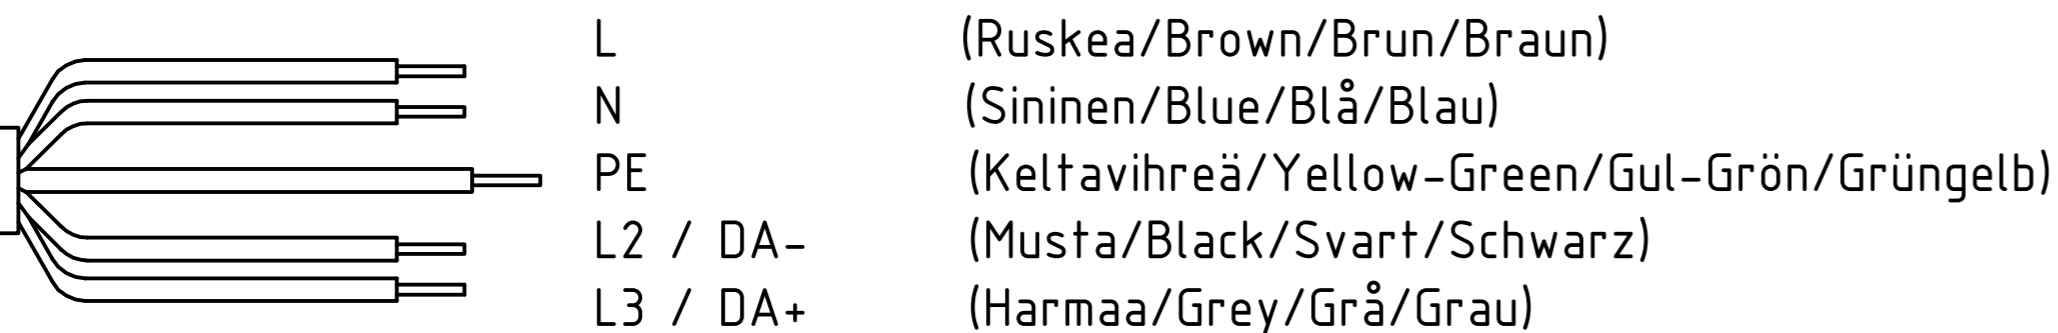 L (Ruskea/Brown/Brun/Braun)
N (Sininen/Blue/Blå/Blau)
PE (Keltavihreä/Yellow-Green/Gul-Grön/Grüngelb)
L2 / DA- (Musta/Black/Svart/Schwarz)
L3 / DA+ (Harmaa/Grey/Grå/Grau)